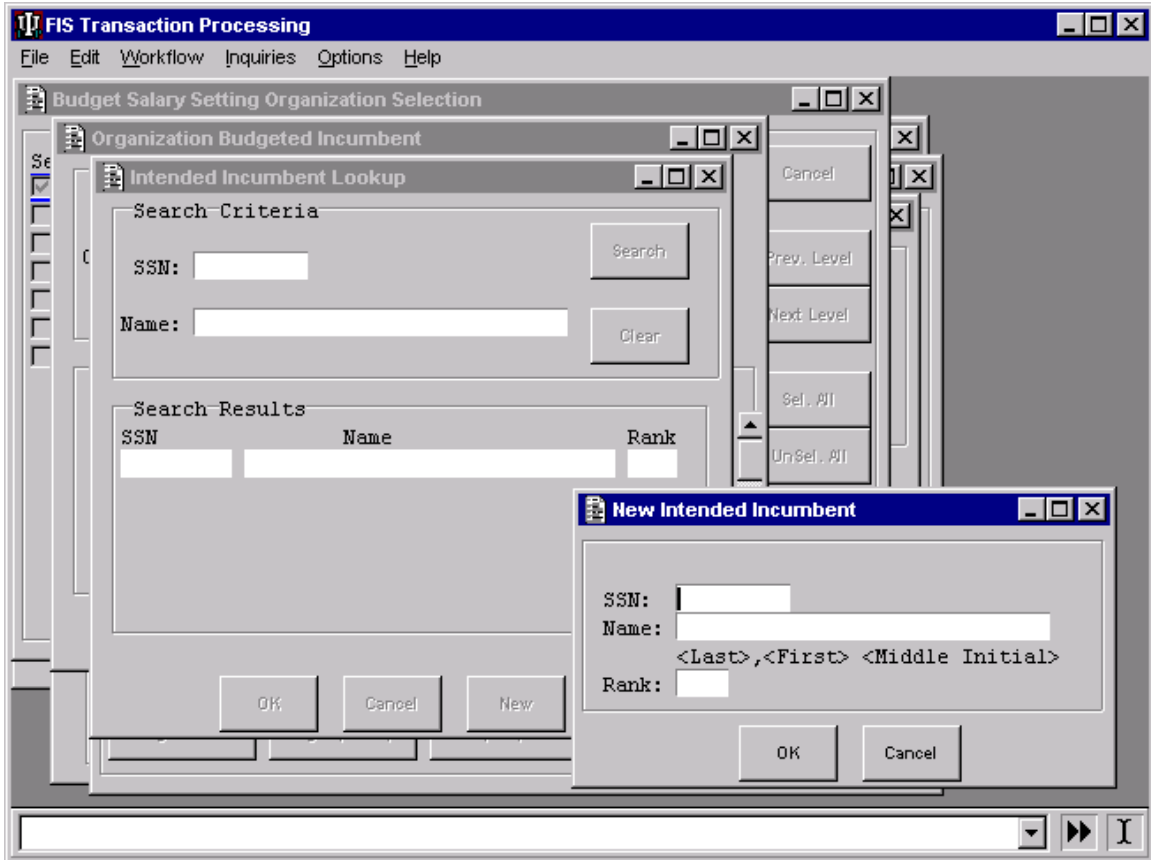 FIS Transaction Processing
File Edit Workflow Inquiries Options Help
Budget Salary Setting Organization Selection
Organization Budgeted Incumbent
Se
Cancel
Intended Incumbent Lookup
Search Criteria
SSN:
Search
Prev. Level
Name:
Clear
Next Level
Search Results
Sel. All
SSN Name Rank
UnSel. All
New Intended Incumbent
SSN:
Name:
<Last>,<First> <Middle Initial>
Rank:
OK Cancel New
OK Cancel